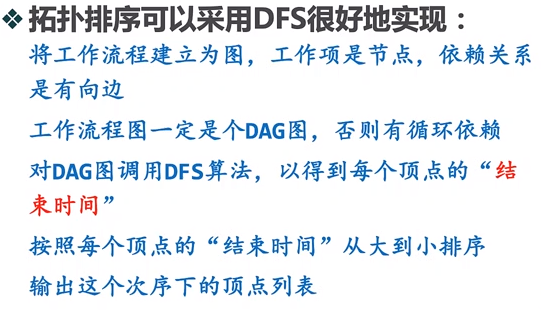 ❖拓扑排序可以采用DFS很好地实现：
将工作流程建立为图，工作项是节点，依赖关系
是有向边
工作流程图一定是个DAG图，否则有循环依赖
对DAG图调用DFS算法，以得到每个顶点的“结
束时间”
按照每个顶点的“结束时间”从大到小排序
输出这个次序下的顶点列表